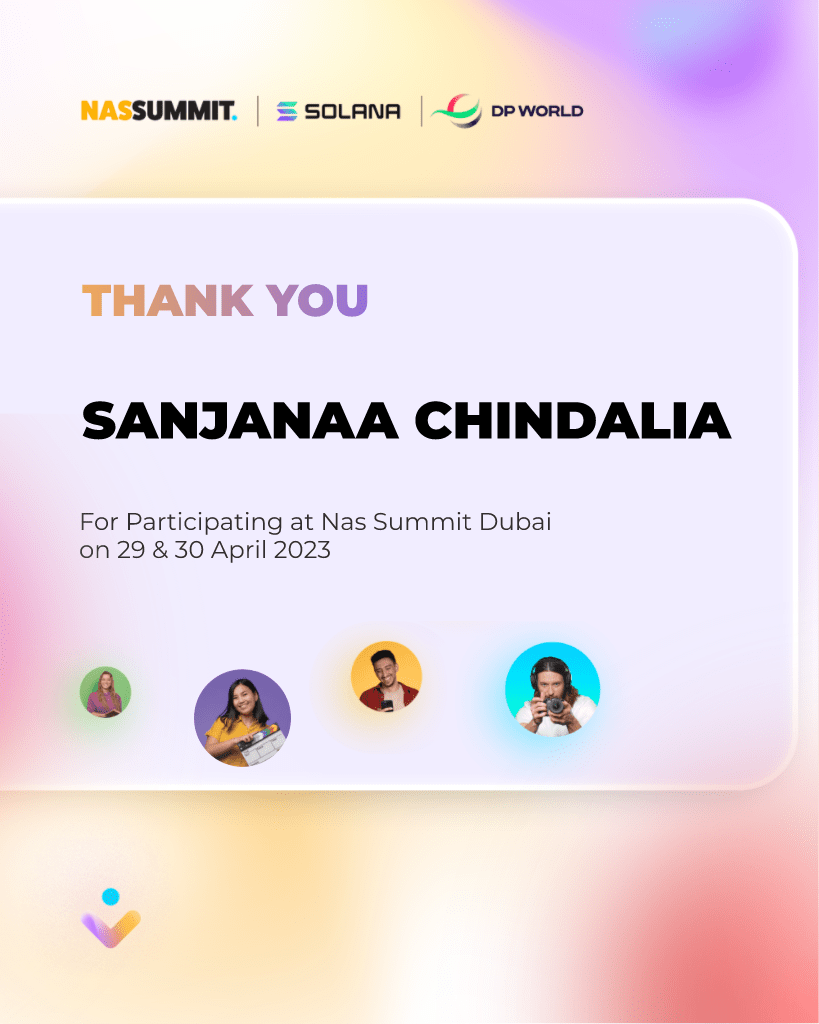 NASSUMMIT. | SOLANA | DP WORLD
THANK YOU
SANJANAA CHINDALIA
For Participating at Nas Summit Dubai
on 29 & 30 April 2023